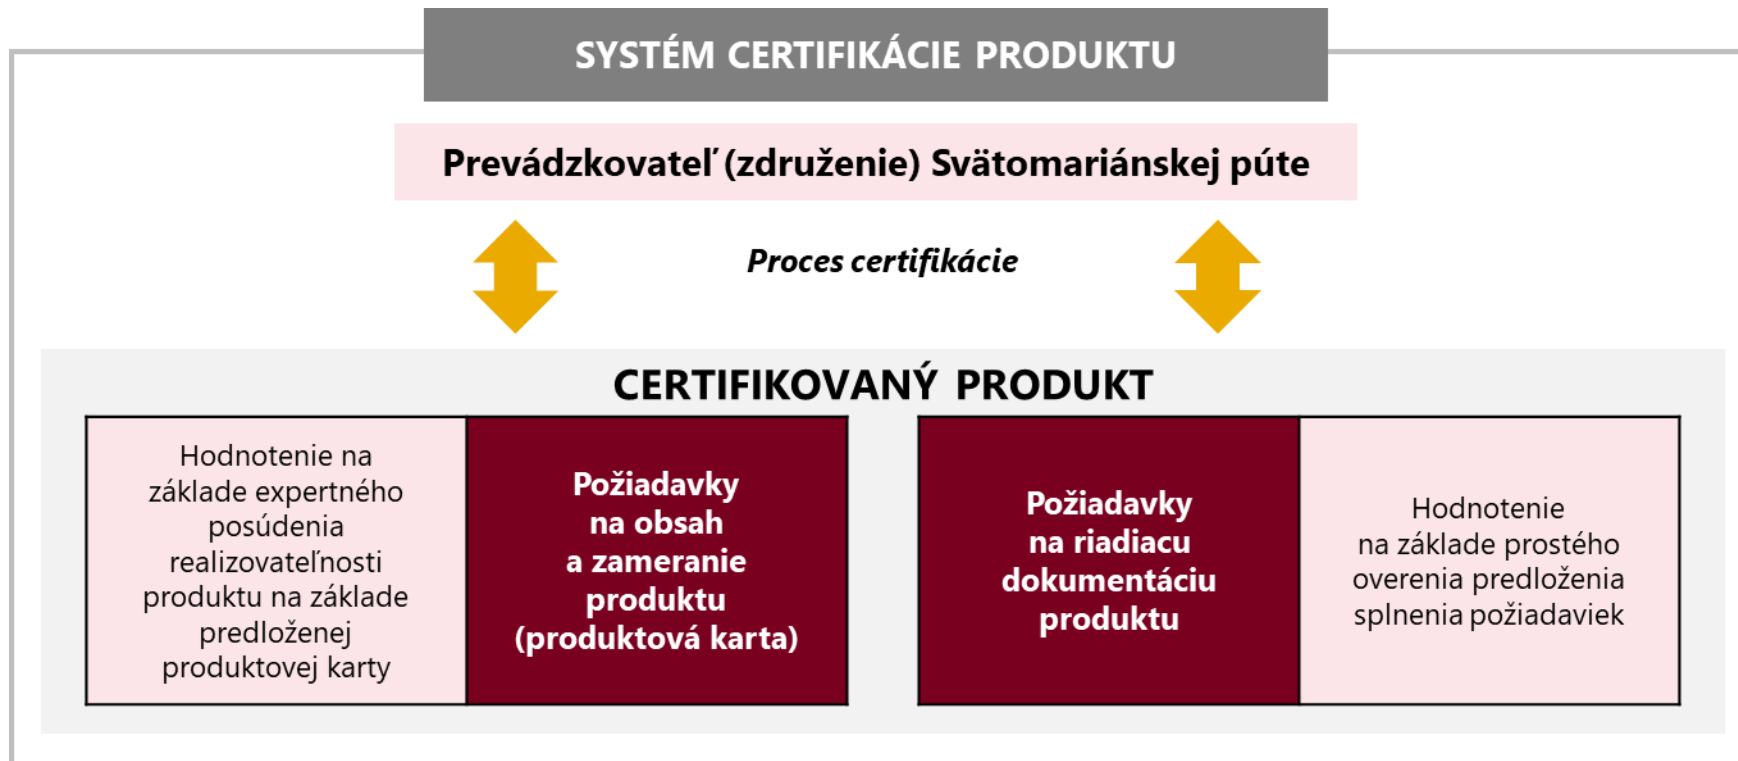 SYSTÉM CERTIFIKÁCIE PRODUKTU
Prevádzkovateľ (združenie) Svätomariánskej púte
Proces certifikácie
CERTIFIKOVANÝ PRODUKT
Hodnotenie na
základe expertného
posúdenia
realizovateľnosti
produktu na základe
predloženej
produktovej karty
Požiadavky
na obsah
a zameranie
produktu
(produktová karta)
Požiadavky
na riadiacu
dokumentáciu
produktu
Hodnotenie
na základe prostého
overenia predloženia
splnenia požiadaviek